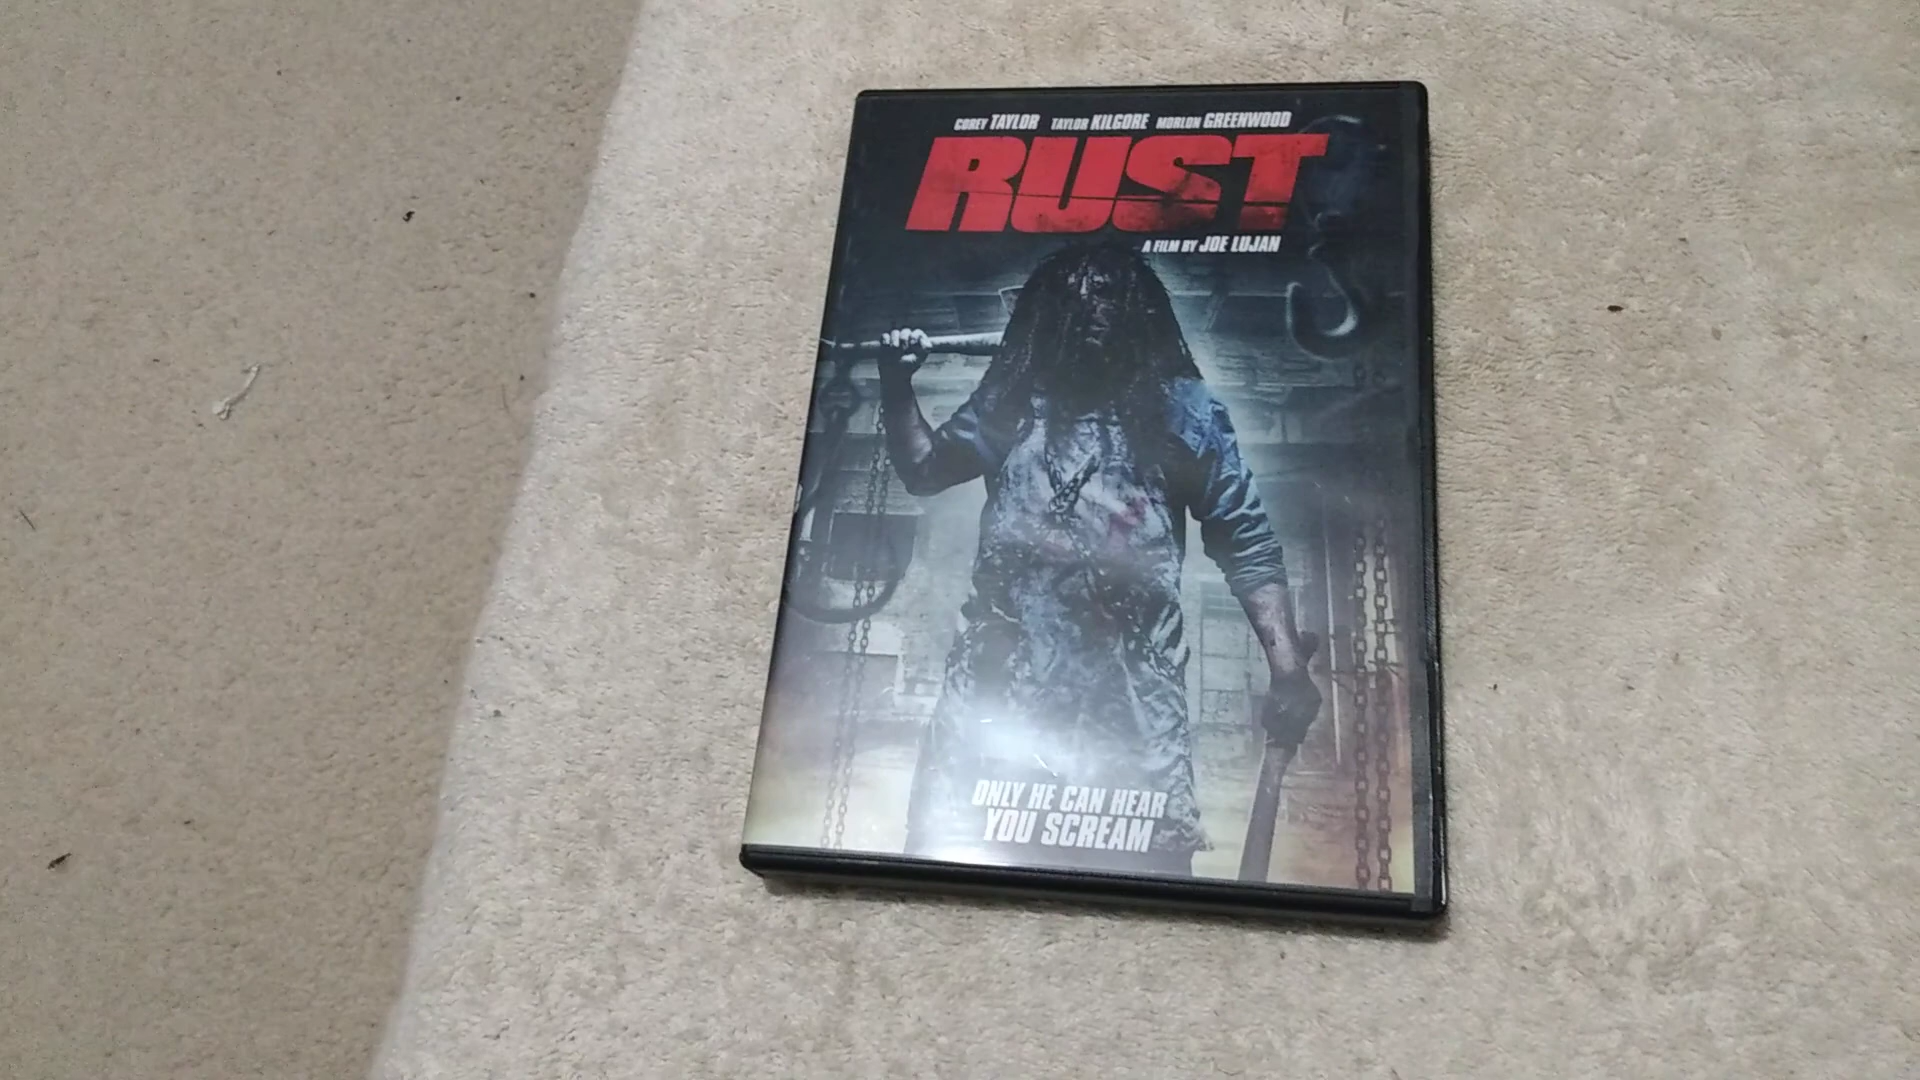 COREY TAYLOR TAYLOR KILGORE MORLON GREENWOOD
RUST
A FILM BY JOE LUJAN
ONLY HE CAN HEAR
YOU SCREAM